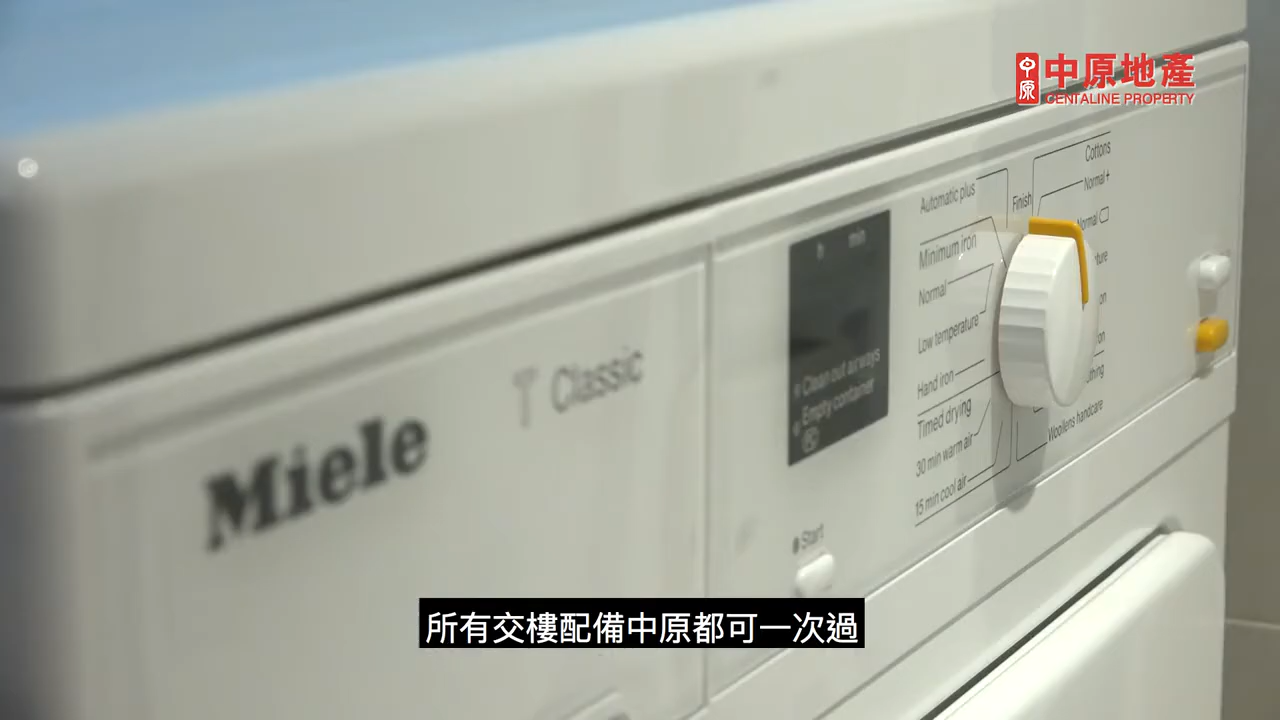 中原
中原地產
CENTALINE PROPERTY
Miele
T Classic
h min
Clean out airways
Empty container
Start
Finish
Automatic plus
Minimum iron
Normal
Low temperature
Hand iron
Timed drying
30 min warm air
15 min cool air
Cottons
Normal+
Normal
Woollens handcare
所有交樓配備中原都可一次過